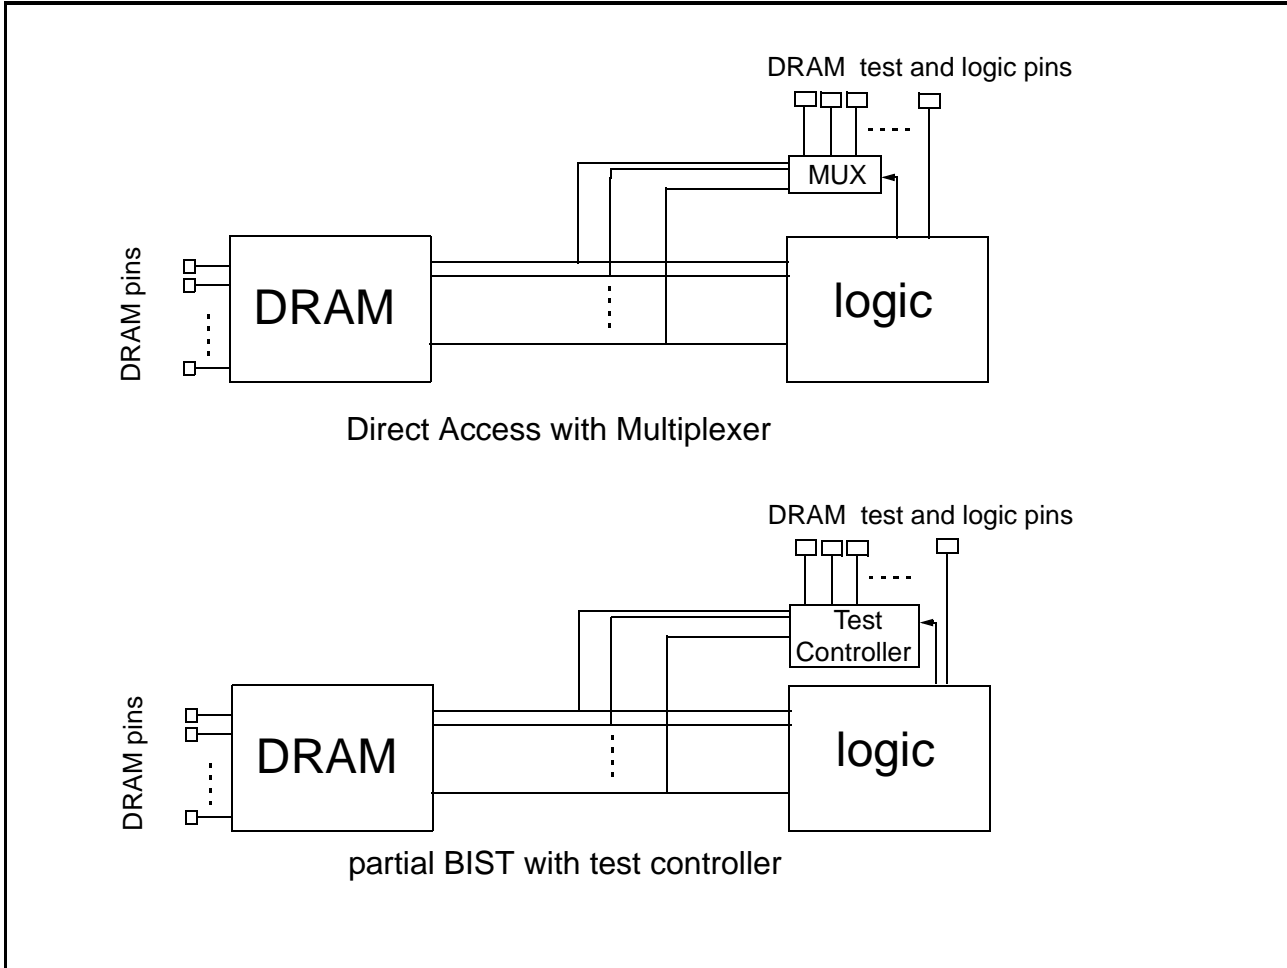 DRAM test and logic pins
MUX
DRAM pins
DRAM
logic
Direct Access with Multiplexer
DRAM test and logic pins
Test
Controller
DRAM pins
DRAM
logic
partial BIST with test controller